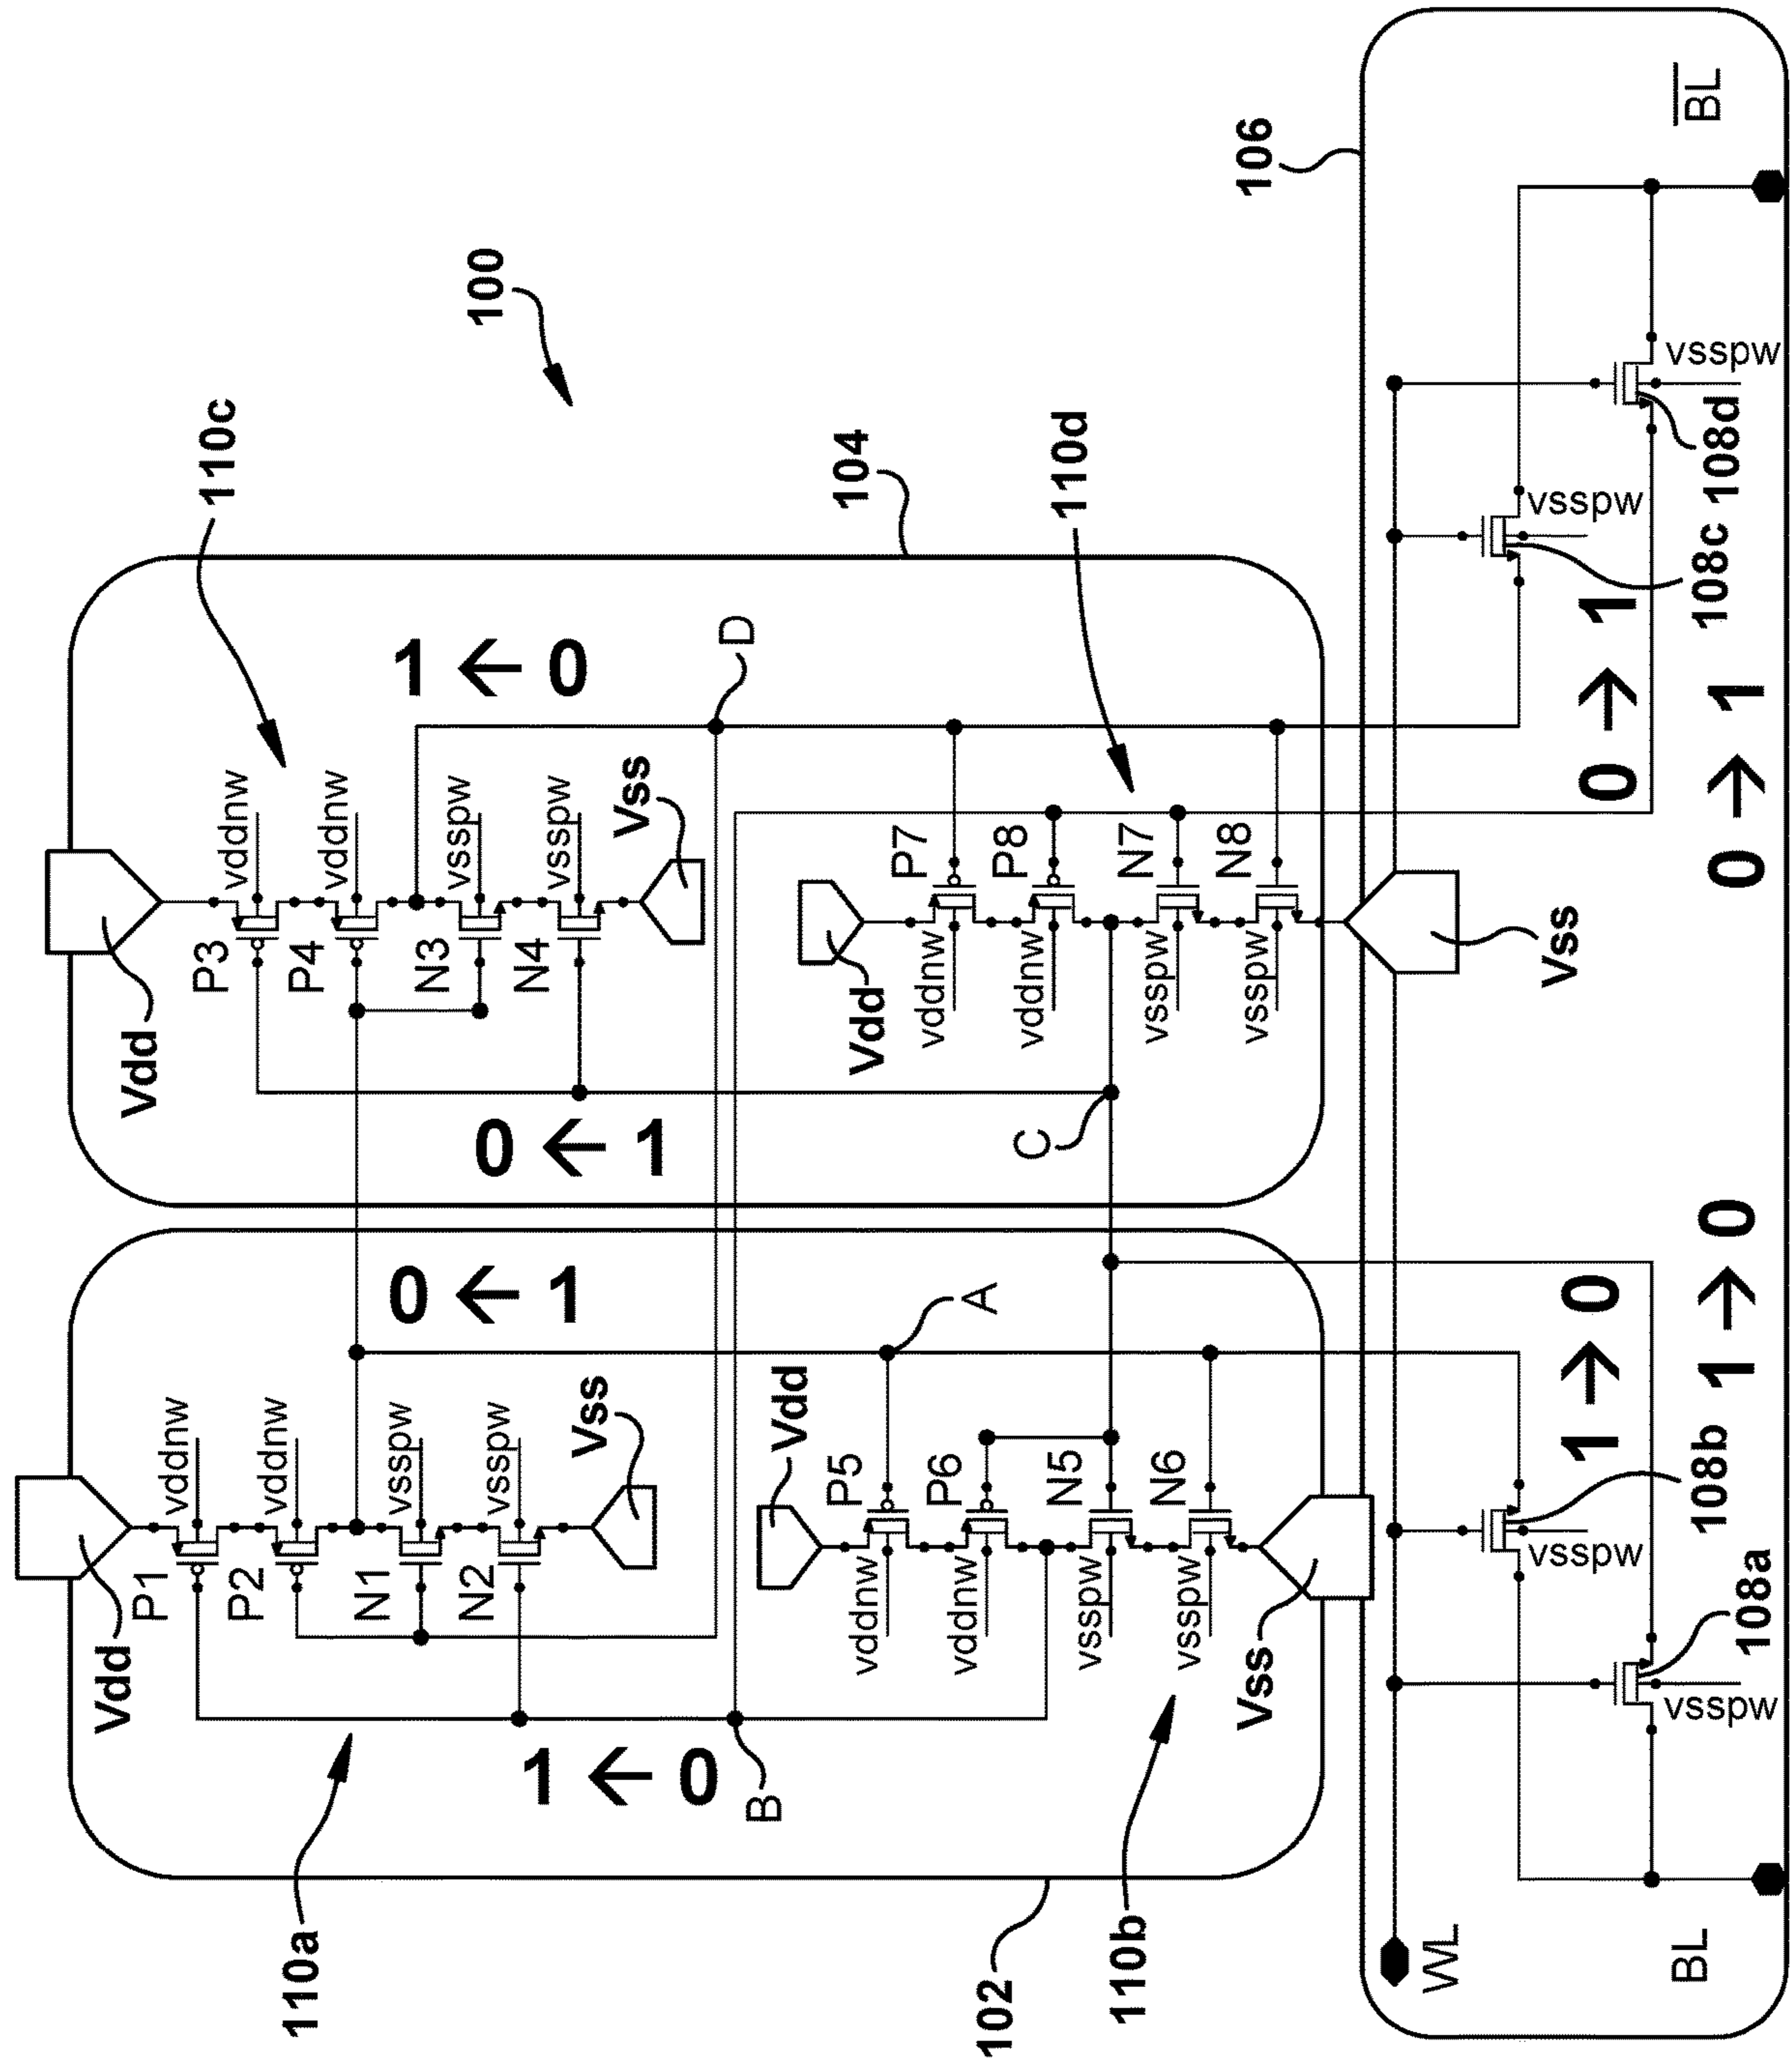 100
110c
104
110d
106
Vdd
P3
vddnw
P4
vddnw
N3
vsspw
N4
vsspw
Vss
1 ← 0
D
0 ← 1
C
Vdd
P7
vddnw
P8
vddnw
N7
vsspw
N8
vsspw
Vss
Vdd
P1
vddnw
P2
vddnw
N1
vsspw
N2
vsspw
Vss
0 ← 1
A
1 ← 0
B
Vdd
P5
vddnw
P6
vddnw
N5
vsspw
N6
vsspw
Vss
110a
102
110b
WL
BL
BL
vsspw
108a
vsspw
108b
vsspw
108c
vsspw
108d
1 → 0
1 → 0
0 → 1
0 → 1